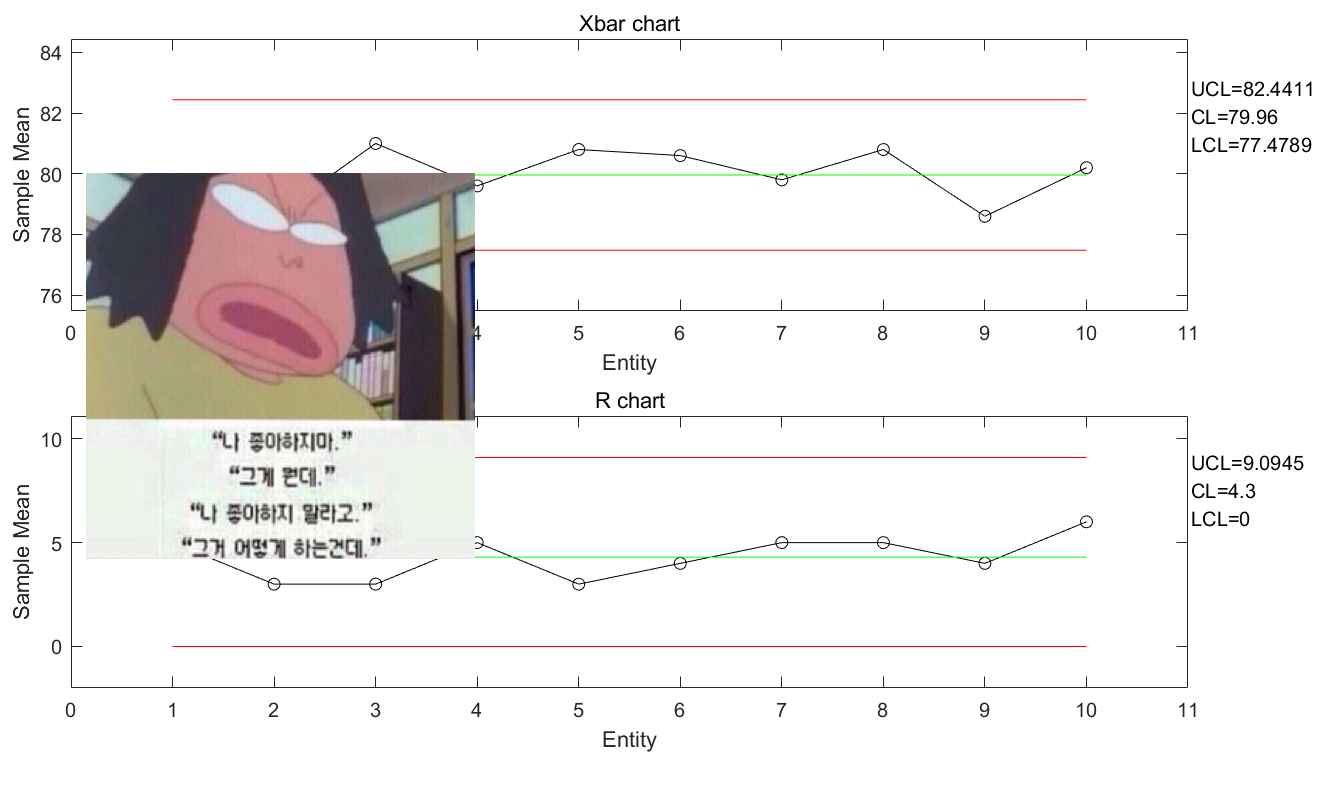 Xbar chart
84
82
80
78
76
Sample Mean
UCL=82.4411
CL=79.96
LCL=77.4789
0 4 5 6 7 8 9 10 11
Entity
R chart
10
5
0
Sample Mean
UCL=9.0945
CL=4.3
LCL=0
“나 좋아하지마.”
“그게 뭔데.”
“나 좋아하지 말라고.”
“그거 어떻게 하는건데.”
0 1 2 3 4 5 6 7 8 9 10 11
Entity